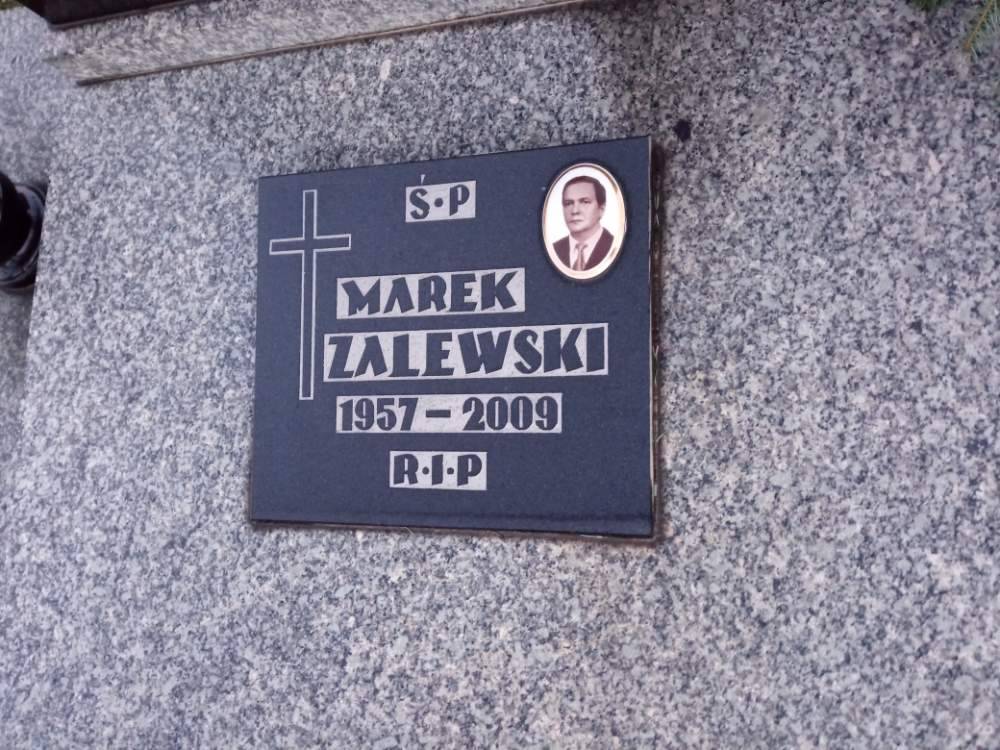 Ś·P
MAREK
ZALEWSKI
1957 – 2009
R·I·P